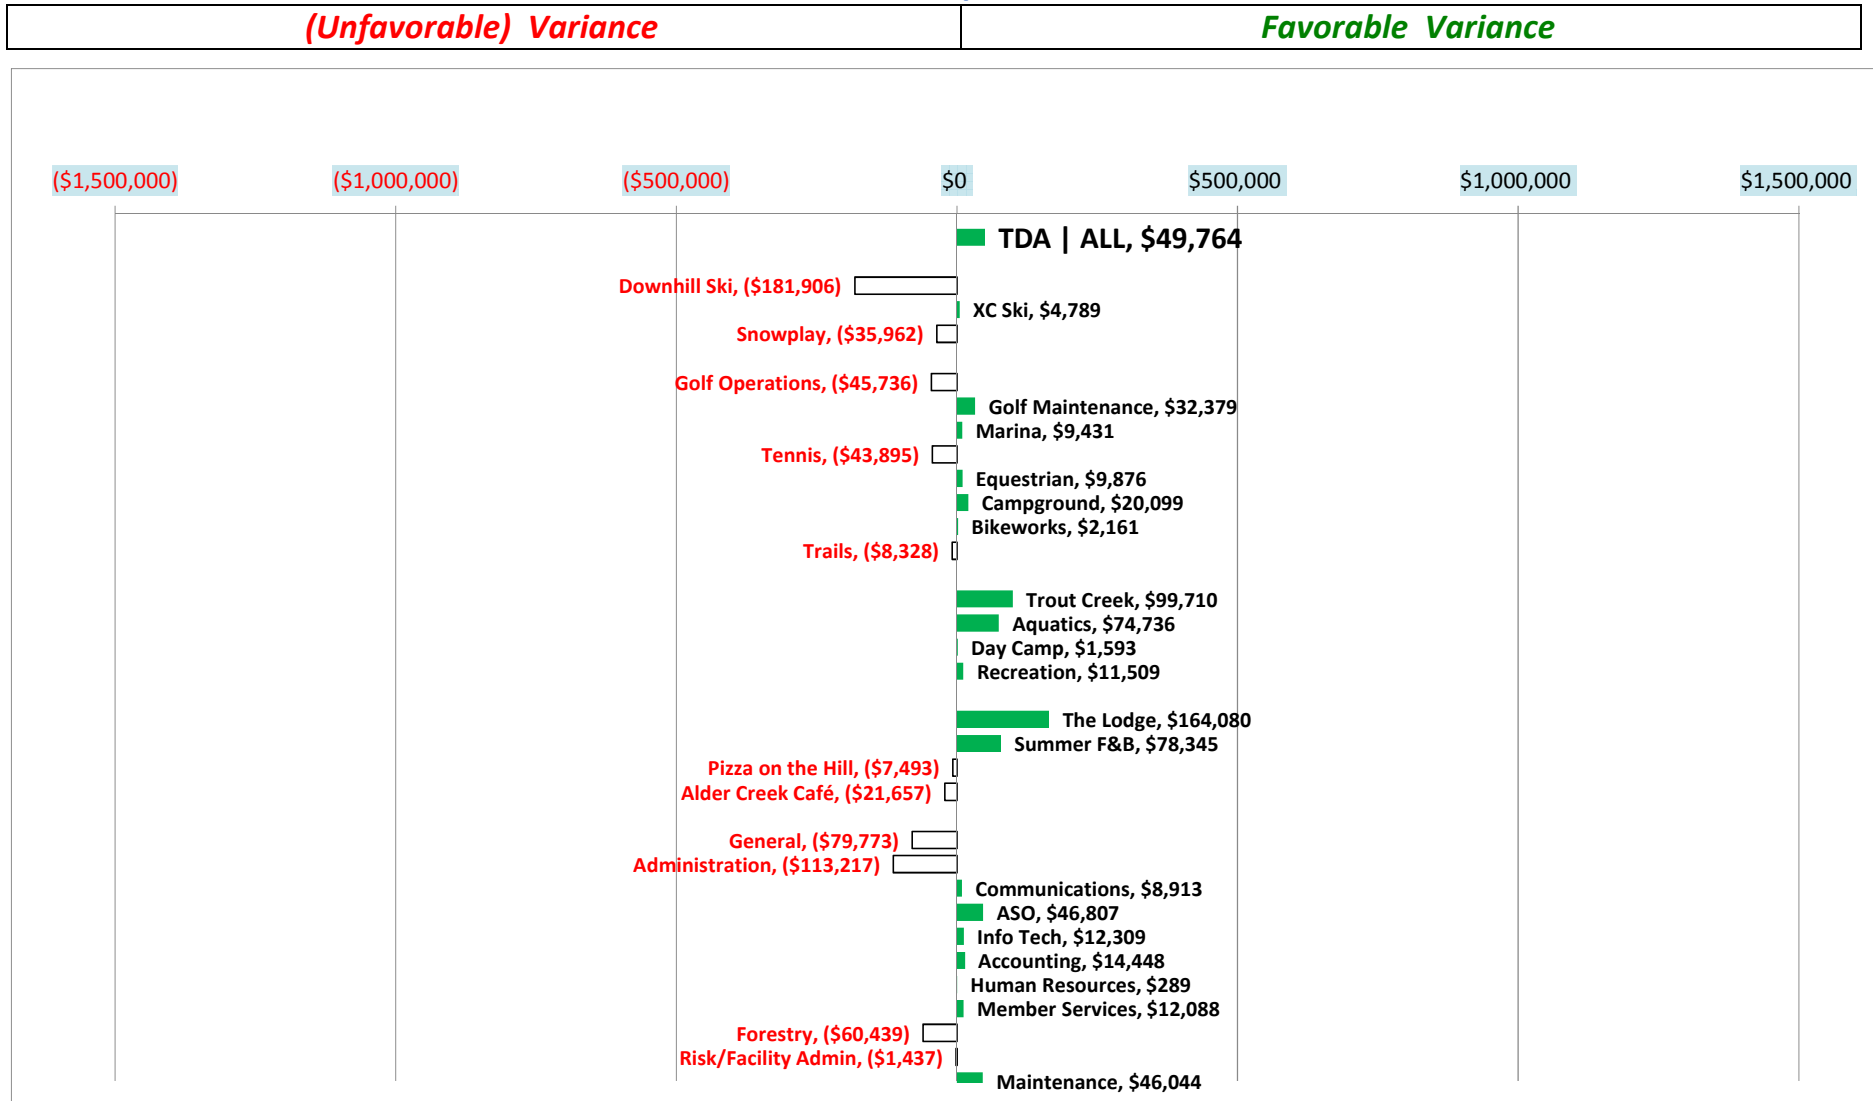 (Unfavorable) Variance
Favorable Variance
($1,500,000) ($1,000,000) ($500,000) $0 $500,000 $1,000,000 $1,500,000
TDA | ALL, $49,764
Downhill Ski, ($181,906)
XC Ski, $4,789
Snowplay, ($35,962)
Golf Operations, ($45,736)
Golf Maintenance, $32,379
Marina, $9,431
Tennis, ($43,895)
Equestrian, $9,876
Campground, $20,099
Bikeworks, $2,161
Trails, ($8,328)
Trout Creek, $99,710
Aquatics, $74,736
Day Camp, $1,593
Recreation, $11,509
The Lodge, $164,080
Summer F&B, $78,345
Pizza on the Hill, ($7,493)
Alder Creek Café, ($21,657)
General, ($79,773)
Administration, ($113,217)
Communications, $8,913
ASO, $46,807
Info Tech, $12,309
Accounting, $14,448
Human Resources, $289
Member Services, $12,088
Forestry, ($60,439)
Risk/Facility Admin, ($1,437)
Maintenance, $46,044